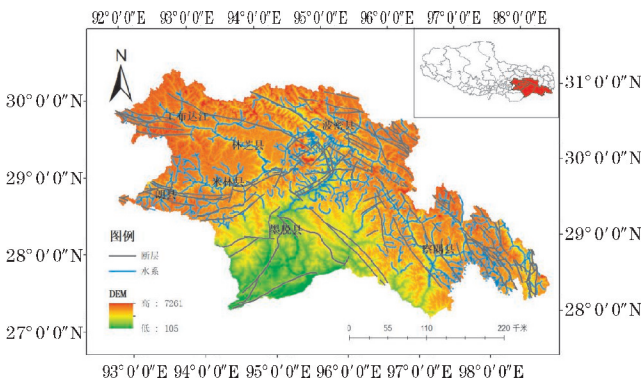 92°0′0″E 93°0′0″E 94°0′0″E 95°0′0″E 96°0′0″E 97°0′0″E 98°0′0″E
N
31°0′0″N
30°0′0″N
工布达江
波密县
林芝县
30°0′0″N
29°0′0″N
米林县
朗县
墨脱县
察隅县
29°0′0″N
28°0′0″N
图例
断层
水系
DEM
高 : 7261
低 : 105
28°0′0″N
27°0′0″N
0 55 110 220 千米
93°0′0″E 94°0′0″E 95°0′0″E 96°0′0″E 97°0′0″E 98°0′0″E